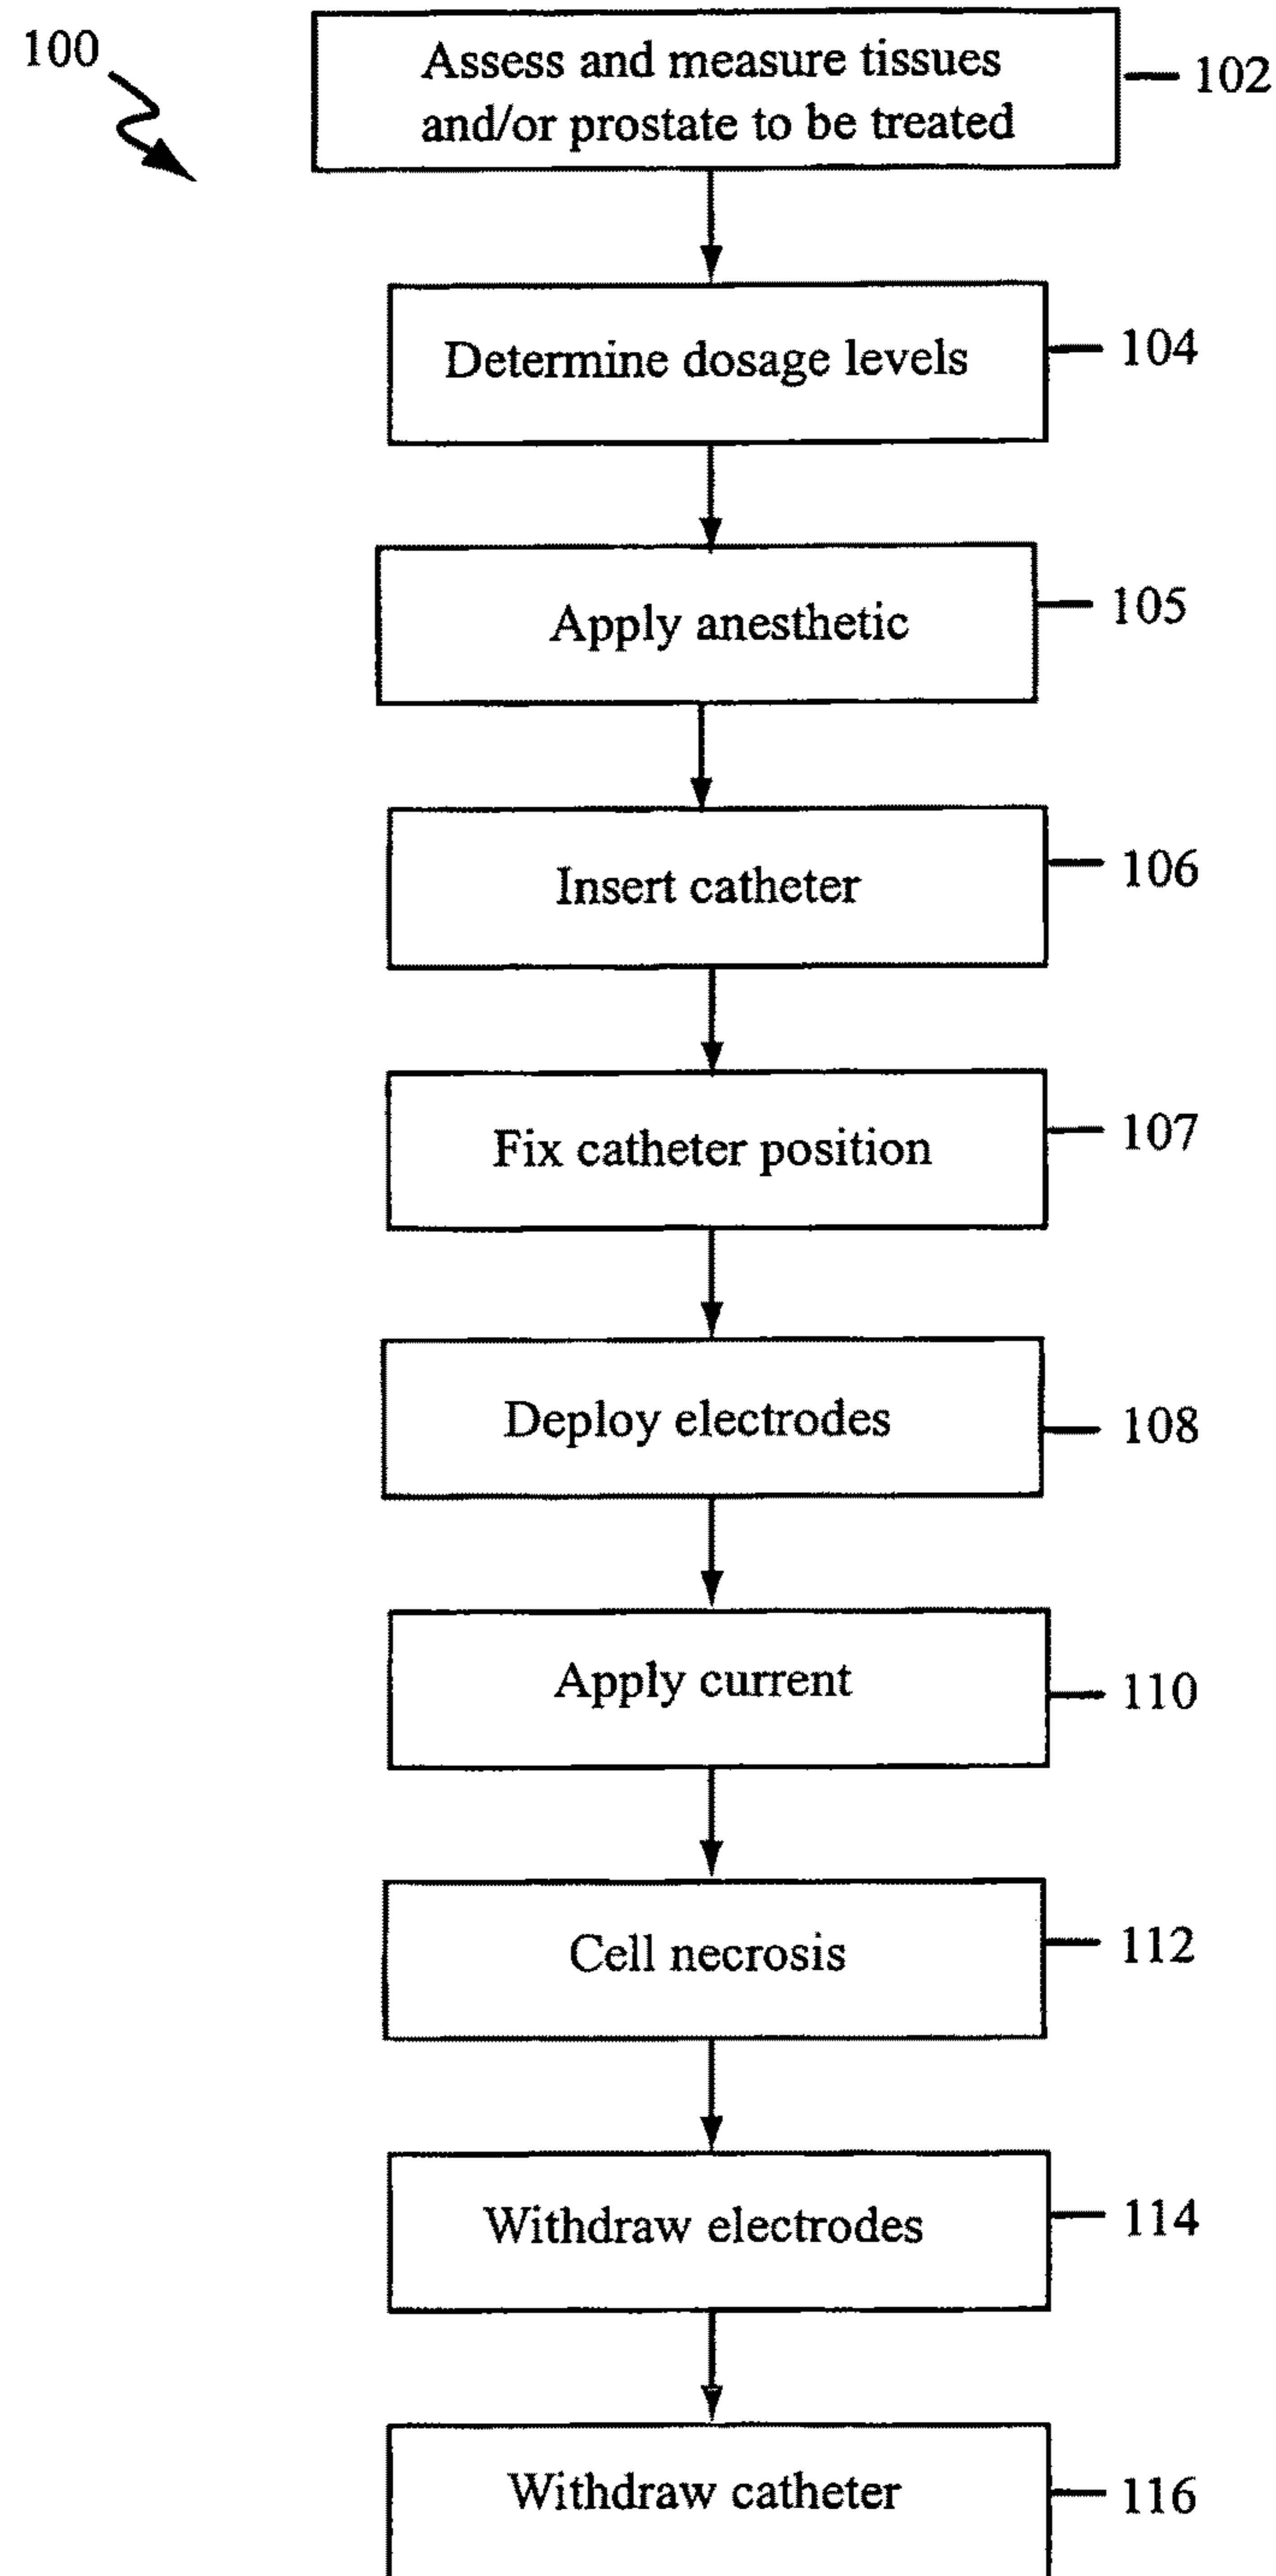 100
Assess and measure tissues
and/or prostate to be treated
102
Determine dosage levels
104
Apply anesthetic
105
Insert catheter
106
Fix catheter position
107
Deploy electrodes
108
Apply current
110
Cell necrosis
112
Withdraw electrodes
114
Withdraw catheter
116